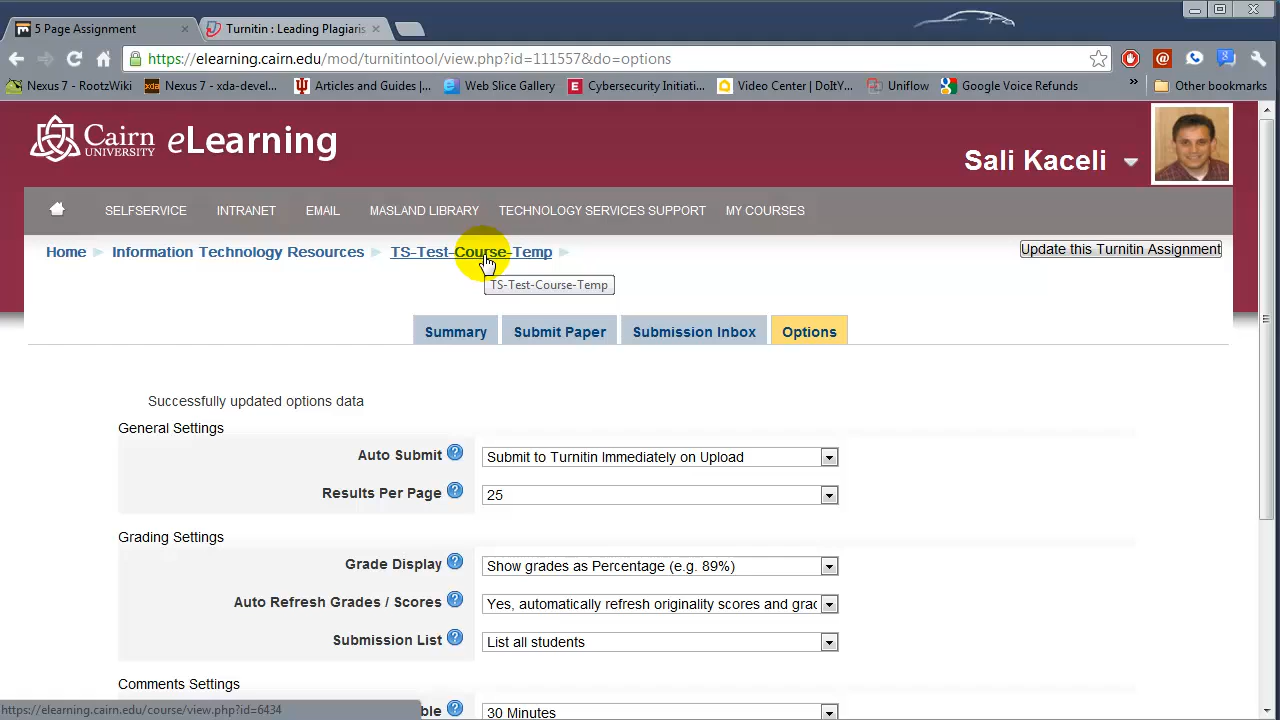 5 Page Assignment
Turnitin : Leading Plagiaris
https://elearning.cairn.edu/mod/turnitintool/view.php?id=111557&do=options
Nexus 7 - RootzWiki
Nexus 7 - xda-devel...
Articles and Guides |...
Web Slice Gallery
Cybersecurity Initiati...
Video Center | DoItY...
Uniflow
Google Voice Refunds
»
Other bookmarks
Cairn UNIVERSITY eLearning
Sali Kaceli
SELFSERVICE
INTRANET
EMAIL
MASLAND LIBRARY
TECHNOLOGY SERVICES SUPPORT
MY COURSES
Home
Information Technology Resources
TS-Test-Course-Temp
Update this Turnitin Assignment
TS-Test-Course-Temp
Summary
Submit Paper
Submission Inbox
Options
Successfully updated options data
General Settings
Auto Submit
Submit to Turnitin Immediately on Upload
Results Per Page
25
Grading Settings
Grade Display
Show grades as Percentage (e.g. 89%)
Auto Refresh Grades / Scores
Yes, automatically refresh originality scores and grad
Submission List
List all students
Comments Settings
https://elearning.cairn.edu/course/view.php?id=6434
ble
30 Minutes